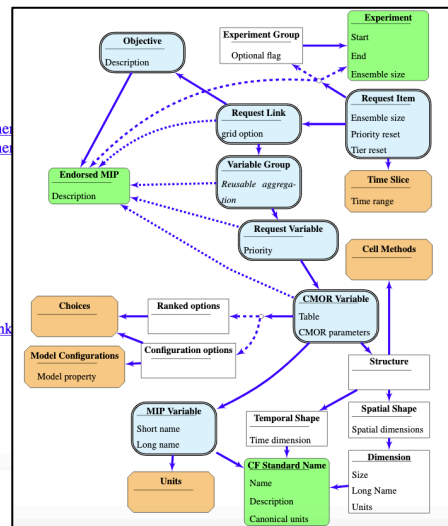 Experiment
Start
End
Ensemble size
Experiment Group
Optional flag
Objective
Description
Request Link
grid option
Request Item
Ensemble size
Priority reset
Tier reset
Variable Group
Reusable aggrega-
tion
Endorsed MIP
Description
Time Slice
Time range
Request Variable
Priority
Cell Methods
Choices
Ranked options
CMOR Variable
Table
CMOR parameters
Model Configurations
Model property
Configuration options
Structure
MIP Variable
Short name
Long name
Temporal Shape
Time dimension
Spatial Shape
Spatial dimensions
Units
CF Standard Name
Name
Description
Canonical units
Dimension
Size
Long Name
Units